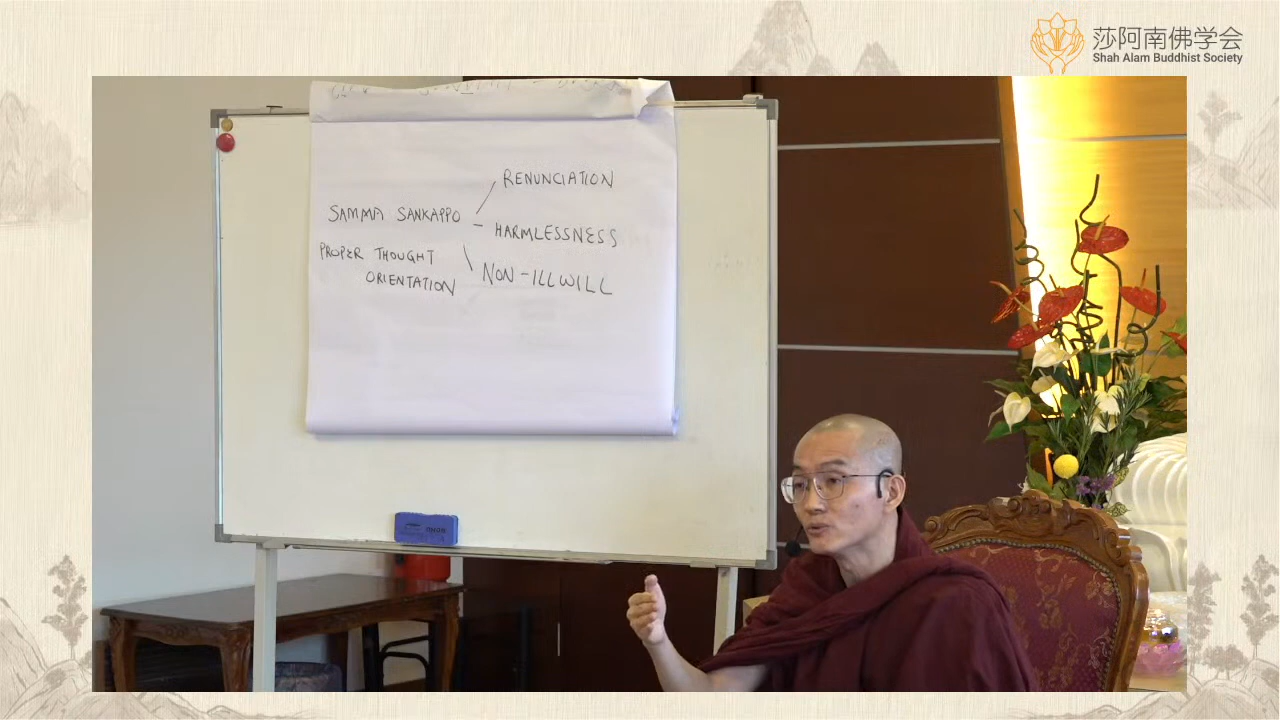 莎阿南佛学会
Shah Alam Buddhist Society
RENUNCIATION
SAMMA SANKAPPO
HARMLESSNESS
PROPER THOUGHT
ORIENTATION
NON-ILLWILL